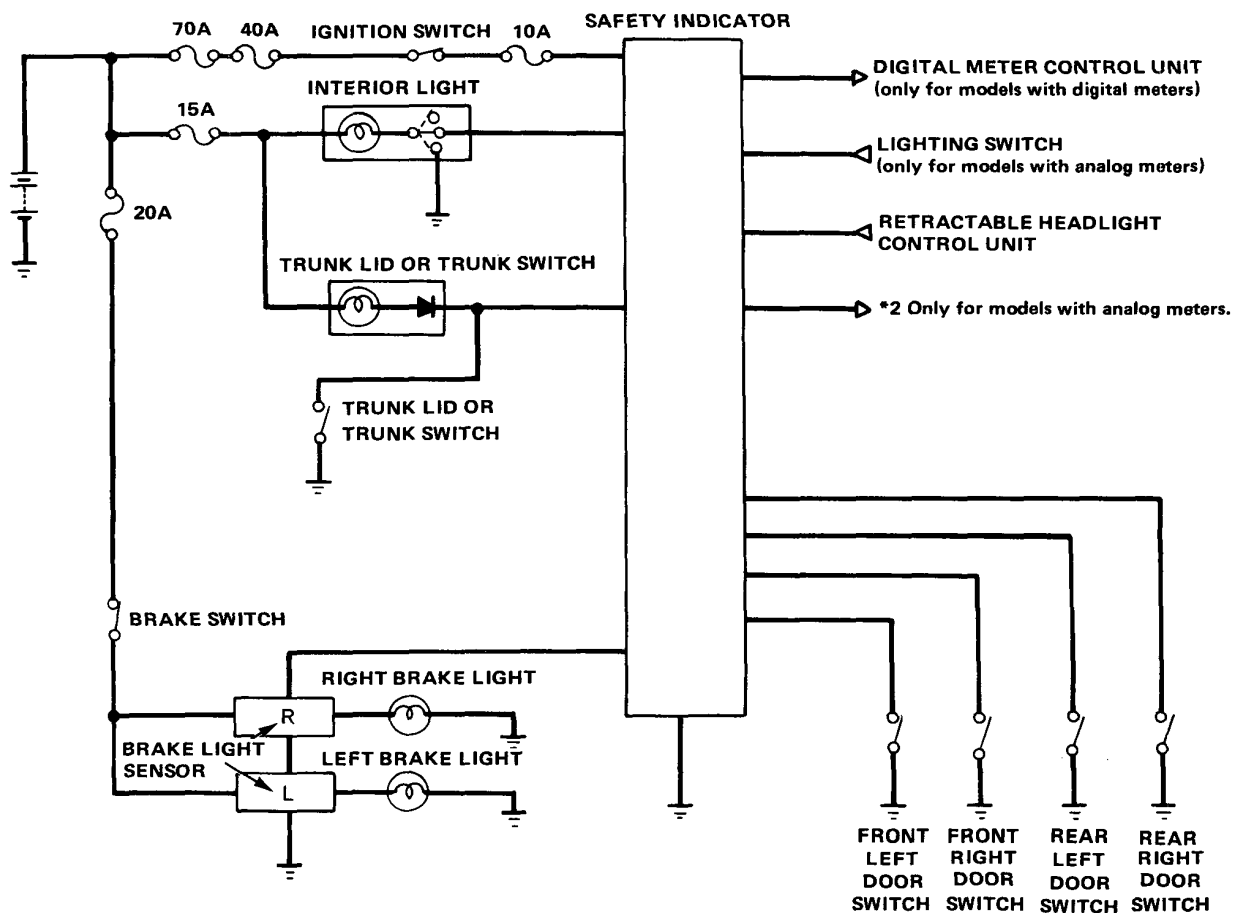 SAFETY INDICATOR
70A
40A
IGNITION SWITCH
10A
INTERIOR LIGHT
15A
20A
DIGITAL METER CONTROL UNIT
(only for models with digital meters)
LIGHTING SWITCH
(only for models with analog meters)
RETRACTABLE HEADLIGHT
CONTROL UNIT
*2 Only for models with analog meters.
TRUNK LID OR TRUNK SWITCH
TRUNK LID OR
TRUNK SWITCH
BRAKE SWITCH
RIGHT BRAKE LIGHT
R
BRAKE LIGHT
SENSOR
LEFT BRAKE LIGHT
L
FRONT
LEFT
DOOR
SWITCH
FRONT
RIGHT
DOOR
SWITCH
REAR
LEFT
DOOR
SWITCH
REAR
RIGHT
DOOR
SWITCH